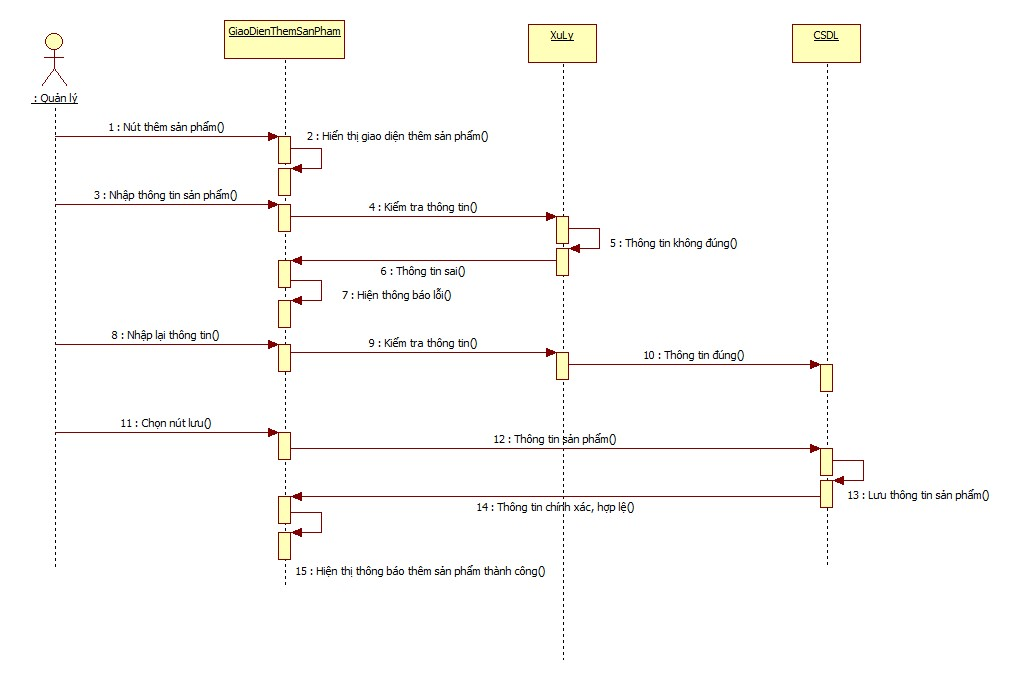 GiaoDienThemSanPham
XuLy
CSDL
: Quản lý
1 : Nút thêm sản phẩm()
2 : Hiển thị giao diện thêm sản phẩm()
3 : Nhập thông tin sản phẩm()
4 : Kiểm tra thông tin()
5 : Thông tin không đúng()
6 : Thông tin sai()
7 : Hiện thông báo lỗi()
8 : Nhập lại thông tin()
9 : Kiểm tra thông tin()
10 : Thông tin đúng()
11 : Chọn nút lưu()
12 : Thông tin sản phẩm()
13 : Lưu thông tin sản phẩm()
14 : Thông tin chính xác, hợp lệ()
15 : Hiện thị thông báo thêm sản phẩm thành công()